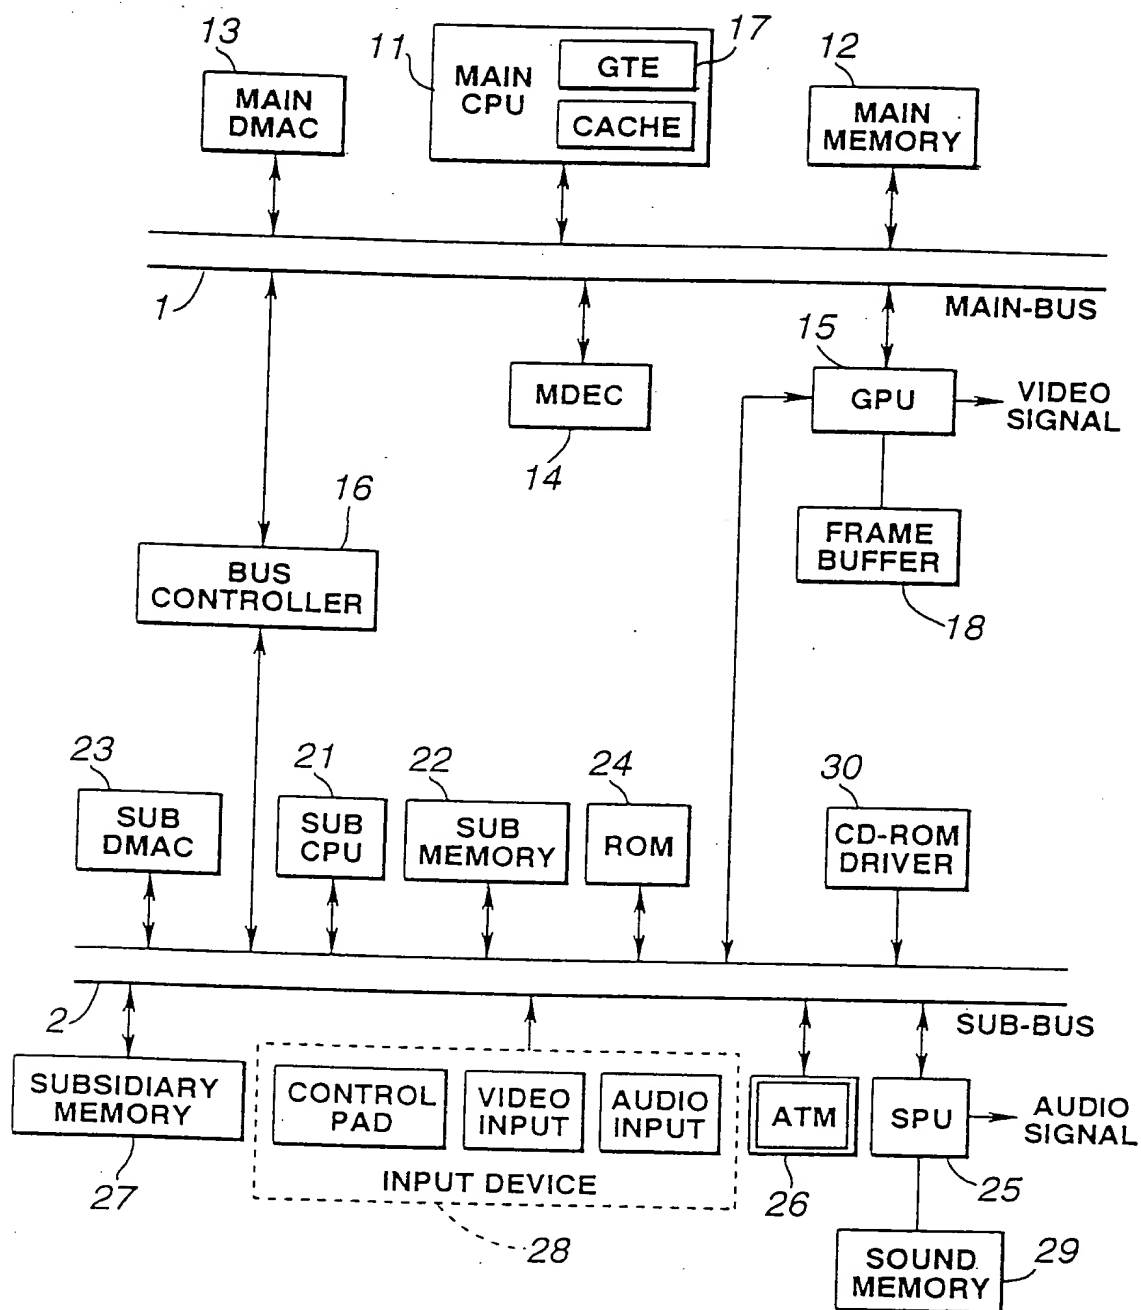 13
MAIN
DMAC
11
MAIN
CPU
GTE
CACHE
17
12
MAIN
MEMORY
1
MAIN-BUS
MDEC
14
15
GPU
VIDEO
SIGNAL
16
BUS
CONTROLLER
FRAME
BUFFER
18
23
SUB
DMAC
21
SUB
CPU
22
SUB
MEMORY
24
ROM
30
CD-ROM
DRIVER
2
SUB-BUS
SUBSIDIARY
MEMORY
27
CONTROL
PAD
VIDEO
INPUT
AUDIO
INPUT
INPUT DEVICE
28
ATM
26
SPU
25
AUDIO
SIGNAL
SOUND
MEMORY
29